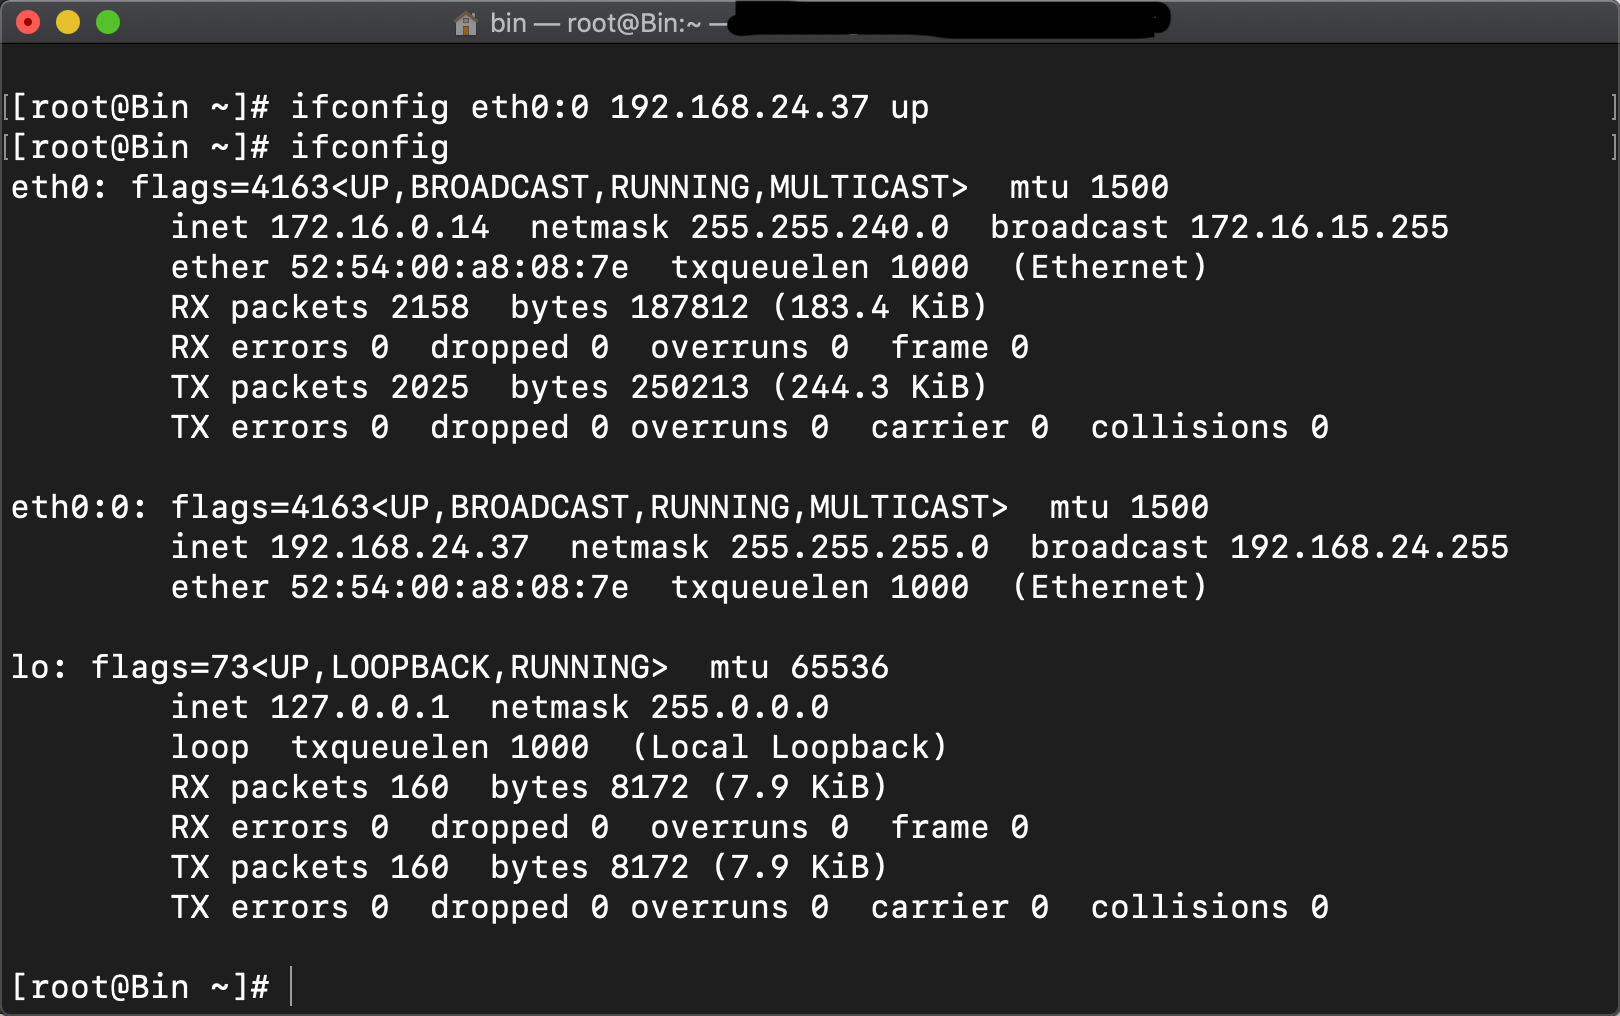 bin — root@Bin:~ —
[[root@Bin ~]# ifconfig eth0:0 192.168.24.37 up ]
[[root@Bin ~]# ifconfig ]
eth0: flags=4163<UP,BROADCAST,RUNNING,MULTICAST>  mtu 1500
        inet 172.16.0.14  netmask 255.255.240.0  broadcast 172.16.15.255
        ether 52:54:00:a8:08:7e  txqueuelen 1000  (Ethernet)
        RX packets 2158  bytes 187812 (183.4 KiB)
        RX errors 0  dropped 0  overruns 0  frame 0
        TX packets 2025  bytes 250213 (244.3 KiB)
        TX errors 0  dropped 0 overruns 0  carrier 0  collisions 0
eth0:0: flags=4163<UP,BROADCAST,RUNNING,MULTICAST>  mtu 1500
        inet 192.168.24.37  netmask 255.255.255.0  broadcast 192.168.24.255
        ether 52:54:00:a8:08:7e  txqueuelen 1000  (Ethernet)
lo: flags=73<UP,LOOPBACK,RUNNING>  mtu 65536
        inet 127.0.0.1  netmask 255.0.0.0
        loop  txqueuelen 1000  (Local Loopback)
        RX packets 160  bytes 8172 (7.9 KiB)
        RX errors 0  dropped 0  overruns 0  frame 0
        TX packets 160  bytes 8172 (7.9 KiB)
        TX errors 0  dropped 0 overruns 0  carrier 0  collisions 0
[root@Bin ~]#